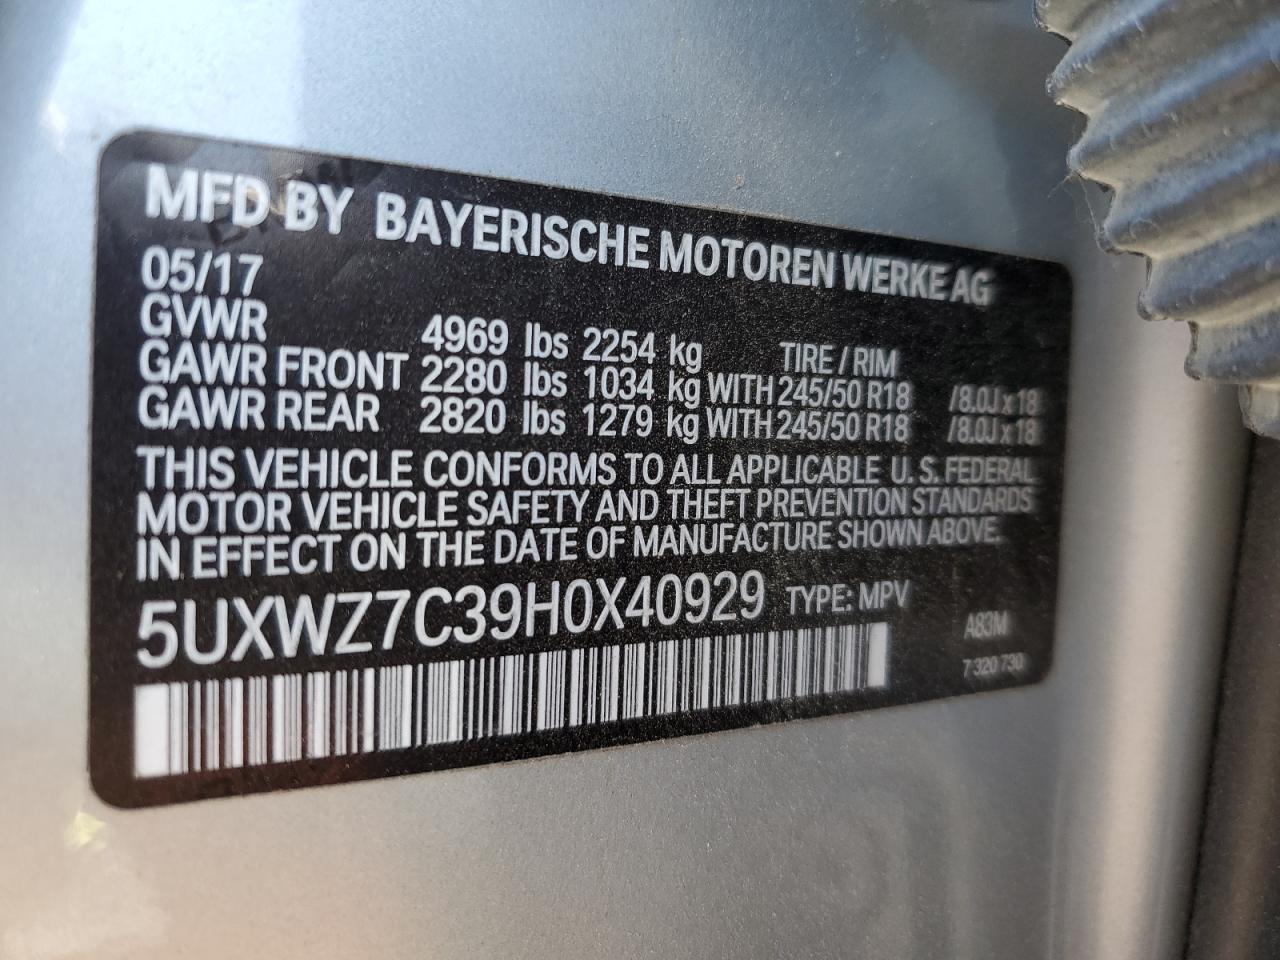 MFD BY BAYERISCHE MOTOREN WERKE AG
05/17
GVWR 4969 lbs 2254 kg TIRE / RIM
GAWR FRONT 2280 lbs 1034 kg WITH 245/50 R18 /8.0J x 18
GAWR REAR 2820 lbs 1279 kg WITH 245/50 R18 /8.0J x 18
THIS VEHICLE CONFORMS TO ALL APPLICABLE U. S. FEDERAL
MOTOR VEHICLE SAFETY AND THEFT PREVENTION STANDARDS
IN EFFECT ON THE DATE OF MANUFACTURE SHOWN ABOVE.
5UXWZ7C39H0X40929 TYPE: MPV
A83M
7 320 730